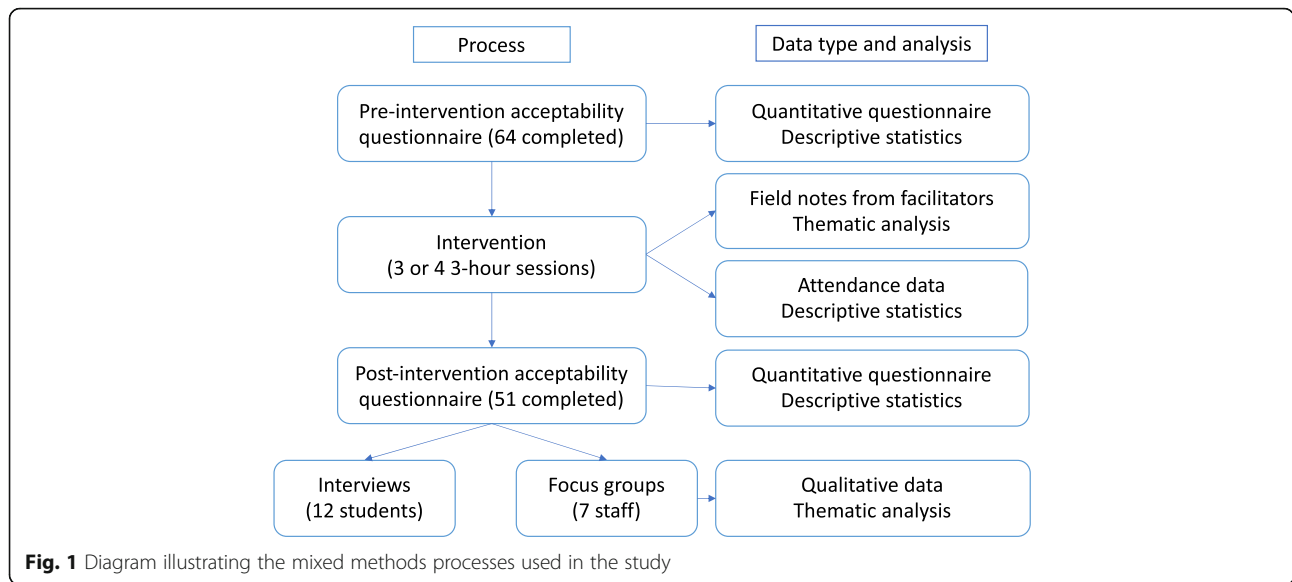 Process
Data type and analysis
Pre-intervention acceptability
questionnaire (64 completed)
Quantitative questionnaire
Descriptive statistics
Field notes from facilitators
Thematic analysis
Intervention
(3 or 4 3-hour sessions)
Attendance data
Descriptive statistics
Post-intervention acceptability
questionnaire (51 completed)
Quantitative questionnaire
Descriptive statistics
Interviews
(12 students)
Focus groups
(7 staff)
Qualitative data
Thematic analysis
Fig. 1 Diagram illustrating the mixed methods processes used in the study